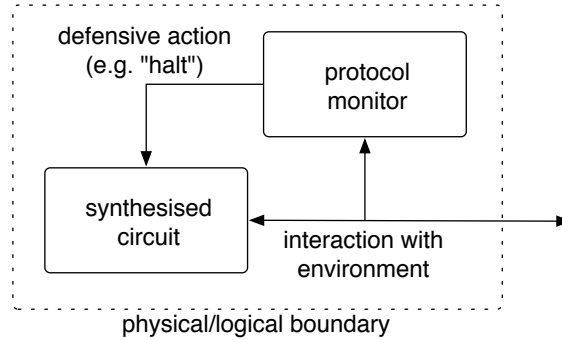 defensive action
(e.g. "halt")
protocol
monitor
synthesised
circuit
interaction with
environment
physical/logical boundary